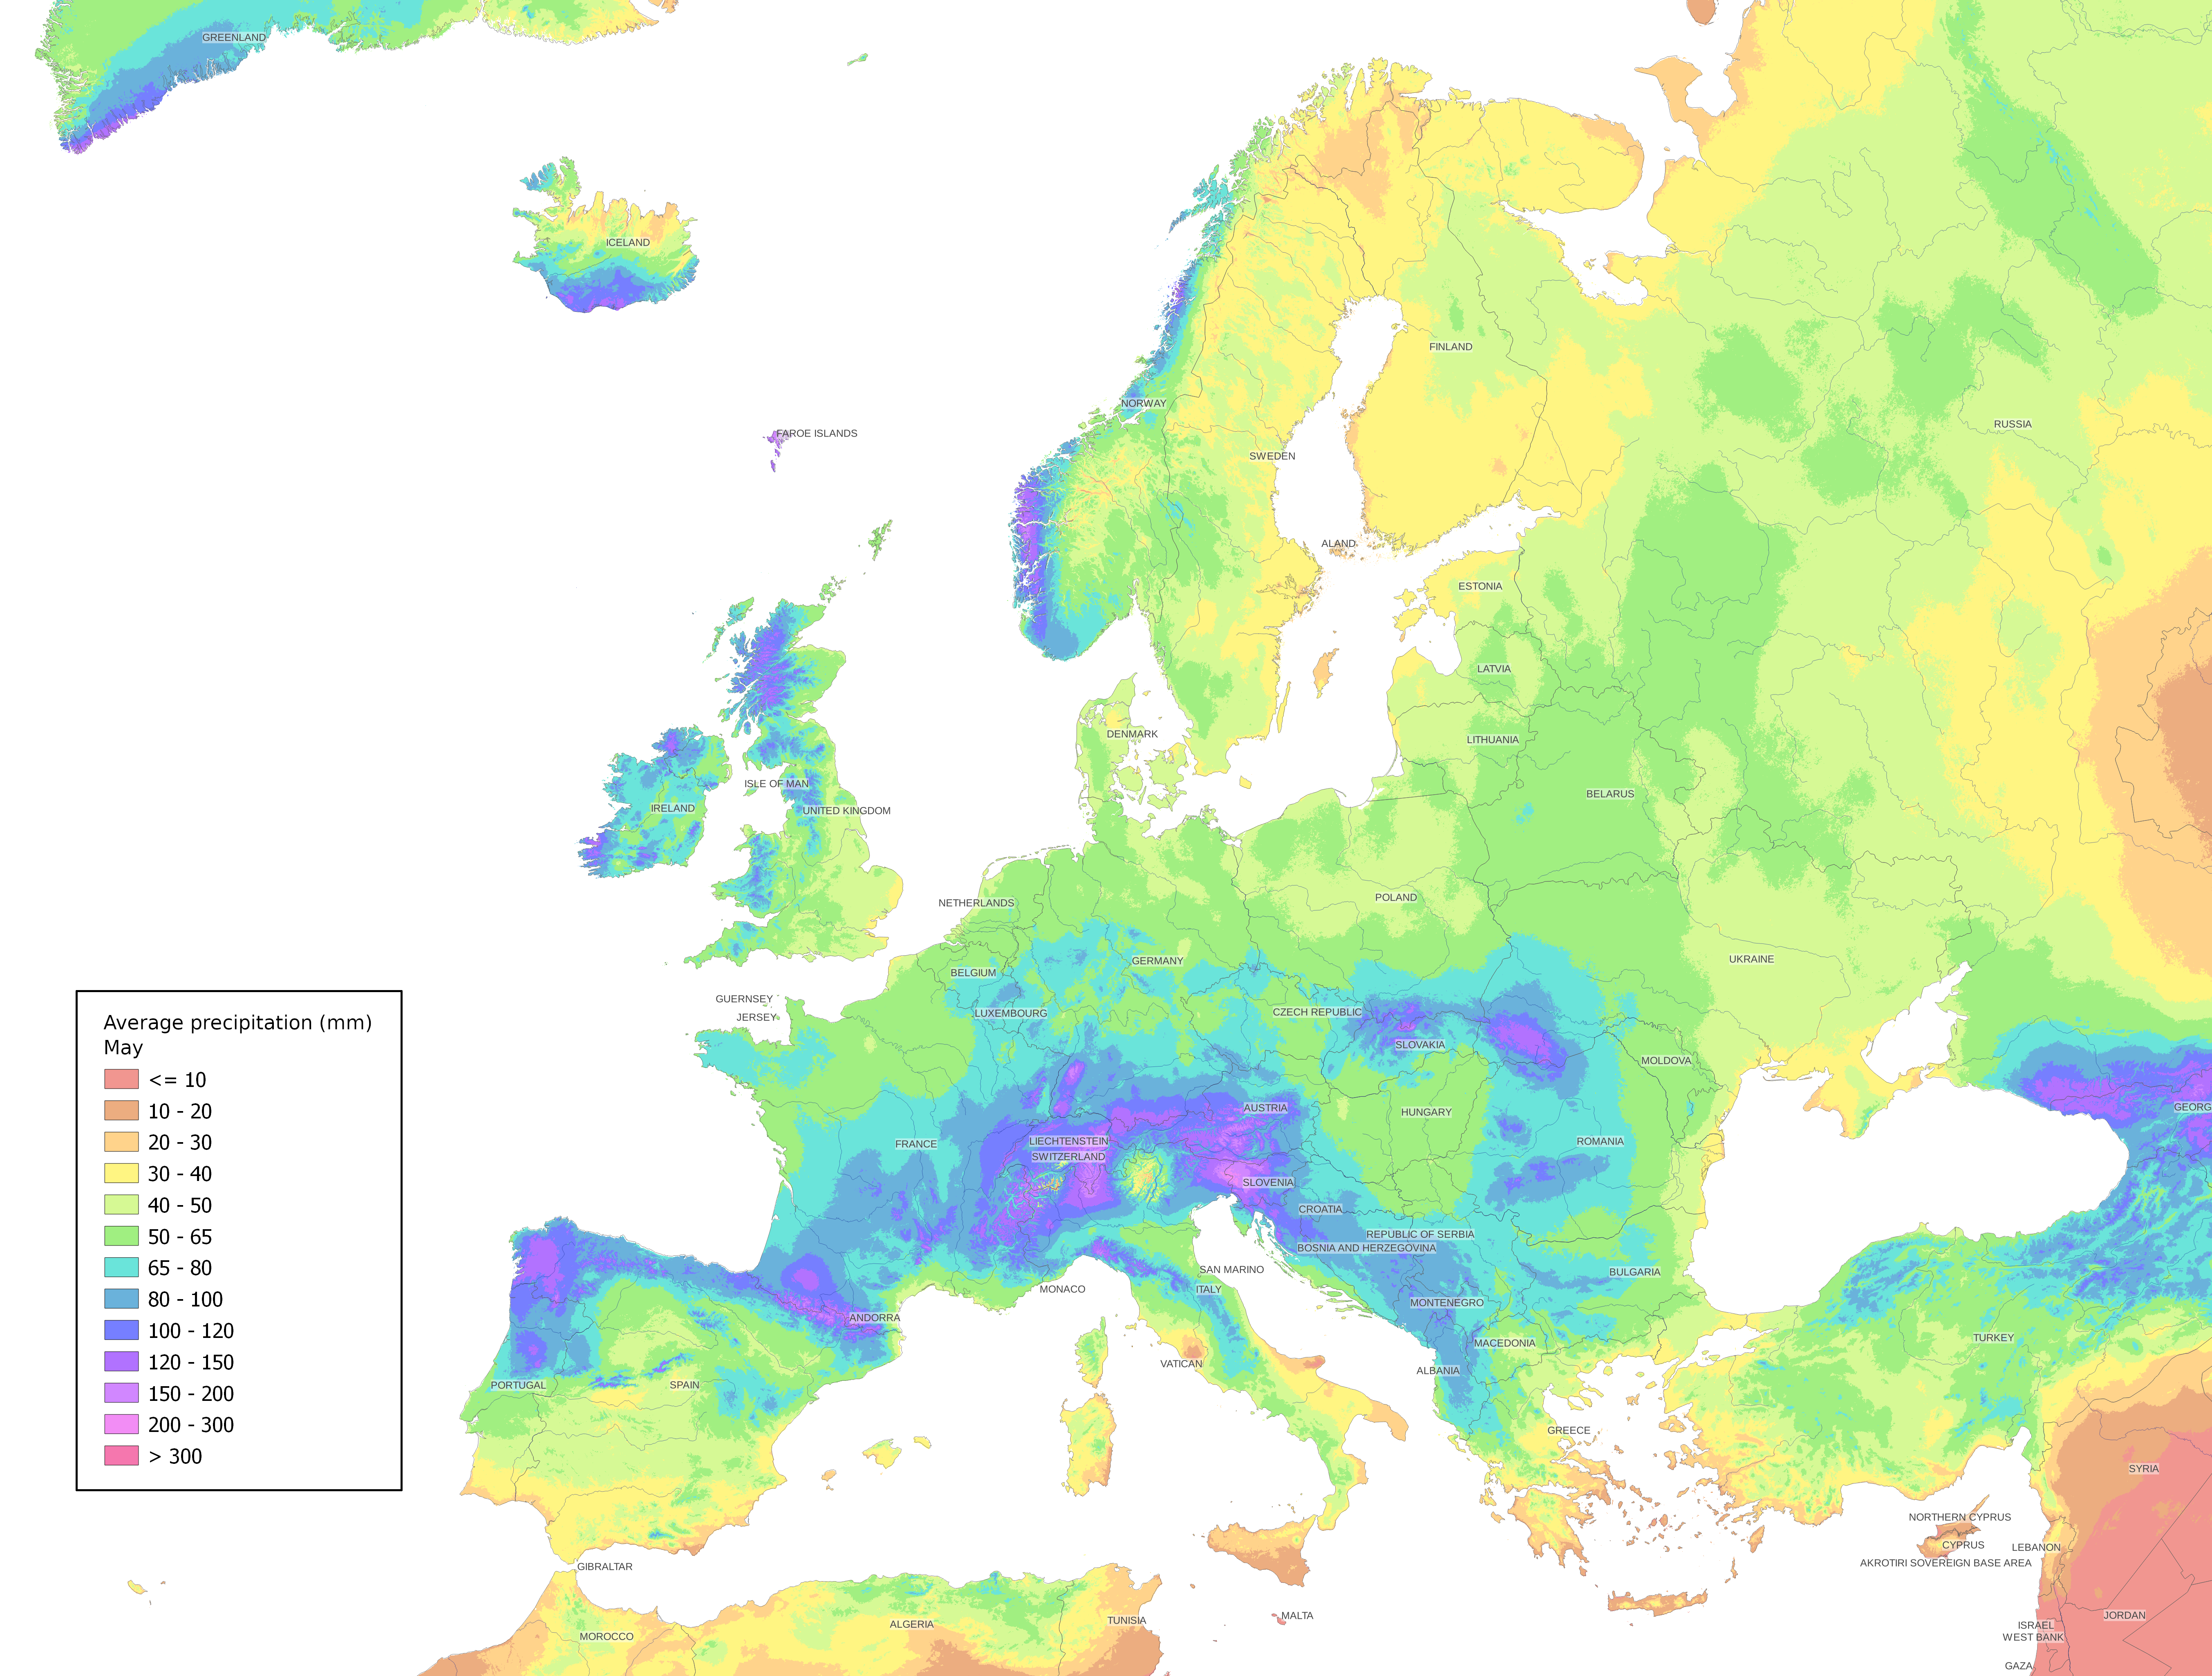 GREENLAND
ICELAND
FINLAND
NORWAY
RUSSIA
FAROE ISLANDS
SWEDEN
ALAND
ESTONIA
LATVIA
DENMARK
LITHUANIA
ISLE OF MAN
BELARUS
IRELAND
UNITED KINGDOM
POLAND
NETHERLANDS
UKRAINE
GERMANY
BELGIUM
GUERNSEY
LUXEMBOURG
CZECH REPUBLIC
JERSEY
SLOVAKIA
MOLDOVA
AUSTRIA
HUNGARY
GEORG
FRANCE
LIECHTENSTEIN
ROMANIA
SWITZERLAND
SLOVENIA
CROATIA
REPUBLIC OF SERBIA
BOSNIA AND HERZEGOVINA
SAN MARINO
BULGARIA
MONACO
ITALY
MONTENEGRO
ANDORRA
TURKEY
MACEDONIA
VATICAN
ALBANIA
PORTUGAL
SPAIN
GREECE
SYRIA
NORTHERN CYPRUS
CYPRUS
LEBANON
AKROTIRI SOVEREIGN BASE AREA
GIBRALTAR
MALTA
JORDAN
TUNISIA
ALGERIA
ISRAEL
MOROCCO
WEST BANK
GAZA
Average precipitation (mm)
May
<= 10
10 - 20
20 - 30
30 - 40
40 - 50
50 - 65
65 - 80
80 - 100
100 - 120
120 - 150
150 - 200
200 - 300
> 300